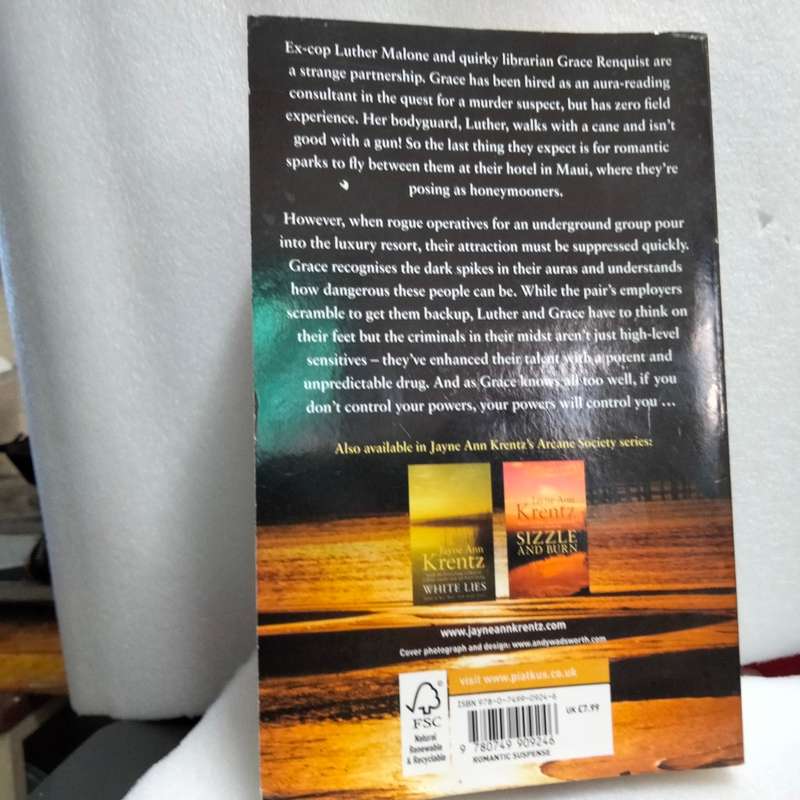 Ex-cop Luther Malone and quirky librarian Grace Renquist are
a strange partnership. Grace has been hired as an aura-reading
consultant in the quest for a murder suspect, but has zero field
experience. Her bodyguard, Luther, walks with a cane and isn't
good with a gun! So the last thing they expect is for romantic
sparks to fly between them at their hotel in Maui, where they're
posing as honeymooners.
However, when rogue operatives for an underground group pour
into the luxury resort, their attraction must be suppressed quickly.
Grace recognises the dark spikes in their auras and understands
how dangerous these people can be. While the pair's employers
scramble to get them backup, Luther and Grace have to think on
their feet but the criminals in their midst aren't just high-level
sensitives – they've enhanced their talent with a potent and
unpredictable drug. And as Grace knows all too well, if you
don't control your powers, your powers will control you ...
Also available in Jayne Ann Krentz's Arcane Society series:
Jayne Ann
Krentz
WHITE LIES
Jayne Ann
Krentz
SIZZLE
AND BURN
www.jayneannkrentz.com
Cover photograph and design: www.andywadsworth.com
visit www.piatkus.co.uk
FSC
Natural
Renewable
& Recyclable
ISBN 978-0-7499-0924-6
UK £7.99
9 780749 909246
ROMANTIC SUSPENSE